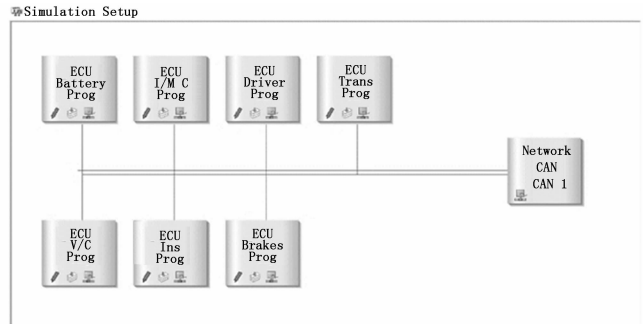 Simulation Setup
ECU
Battery
Prog
ECU
I/M C
Prog
ECU
Driver
Prog
ECU
Trans
Prog
Network
CAN
CAN 1
ECU
V/C
Prog
ECU
Ins
Prog
ECU
Brakes
Prog